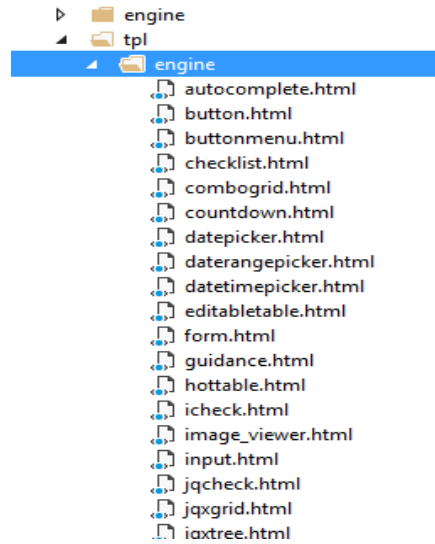 engine
tpl
engine
autocomplete.html
button.html
buttonmenu.html
checklist.html
combogrid.html
countdown.html
datepicker.html
daterangepicker.html
datetimepicker.html
editabletable.html
form.html
guidance.html
hottable.html
icheck.html
image_viewer.html
input.html
jqcheck.html
jqxgrid.html
jqxtree.html